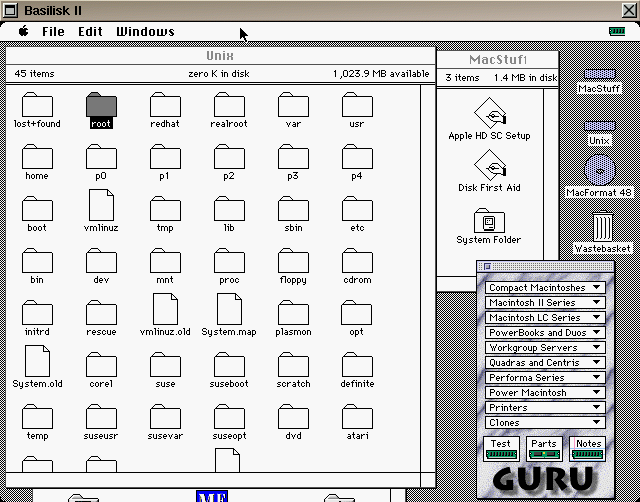 Basilisk II
File Edit Windows
Unix
45 items zero K in disk 1,023.9 MB available
lost+found root redhat realroot var usr
home p0 p1 p2 p3 p4
boot vmlinuz tmp lib sbin etc
bin dev mnt proc floppy cdrom
initrd rescue vmlinuz.old System.map plasmon opt
System.old corel suse suseboot scratch definite
temp suseusr susevar suseopt dvd atari
MacStuf
3 items 1.4 MB in disk
Apple HD SC Setup
Disk First Aid
System Folder
MacStuff
Unix
MacFormat 48
Wastebasket
Compact Macintoshes
Macintosh II Series
Macintosh LC Series
PowerBooks and Duos
Workgroup Servers
Quadras and Centris
Performa Series
Power Macintosh
Printers
Clones
Test Parts Notes
GURU